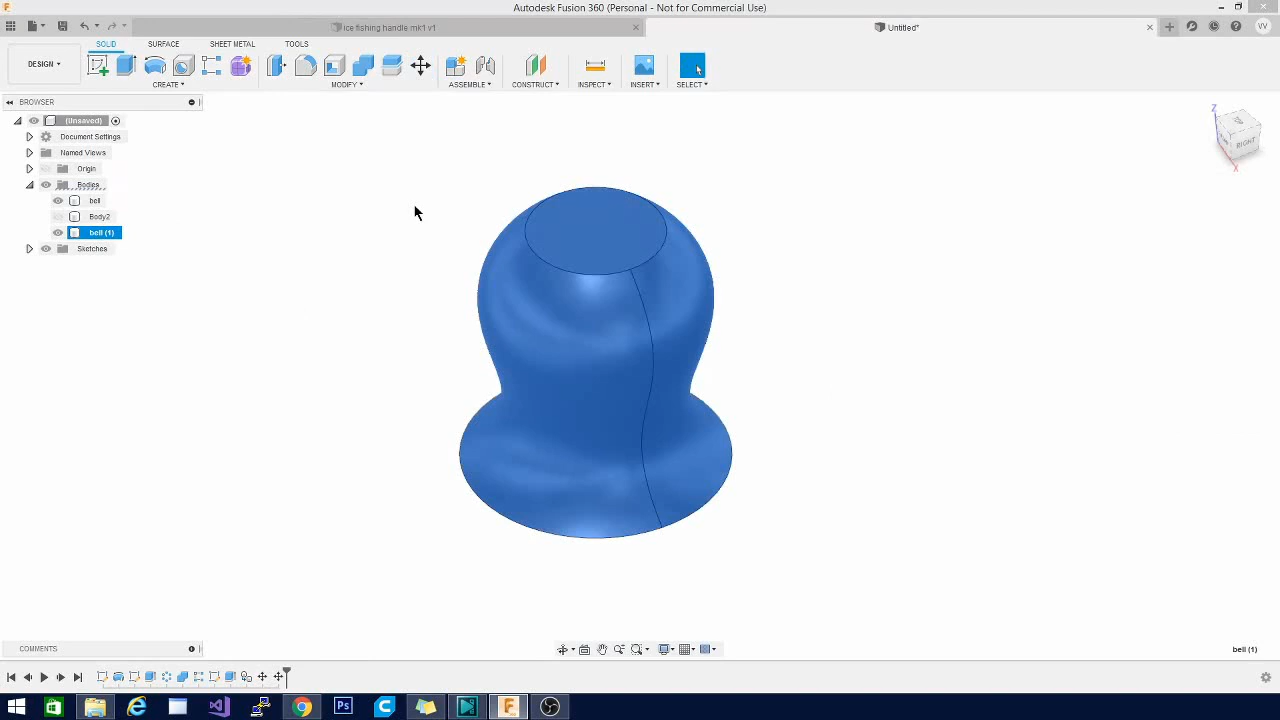 Autodesk Fusion 360 (Personal - Not for Commercial Use)
ice fishing handle mk1 v1
Untitled*
VV
SOLID SURFACE SHEET METAL TOOLS
DESIGN
CREATE MODIFY ASSEMBLE CONSTRUCT INSPECT INSERT SELECT
BROWSER
(Unsaved)
Document Settings
Named Views
Origin
Bodies
bell
Body2
bell (1)
Sketches
Z
RIGHT
X
COMMENTS
bell (1)
Ps